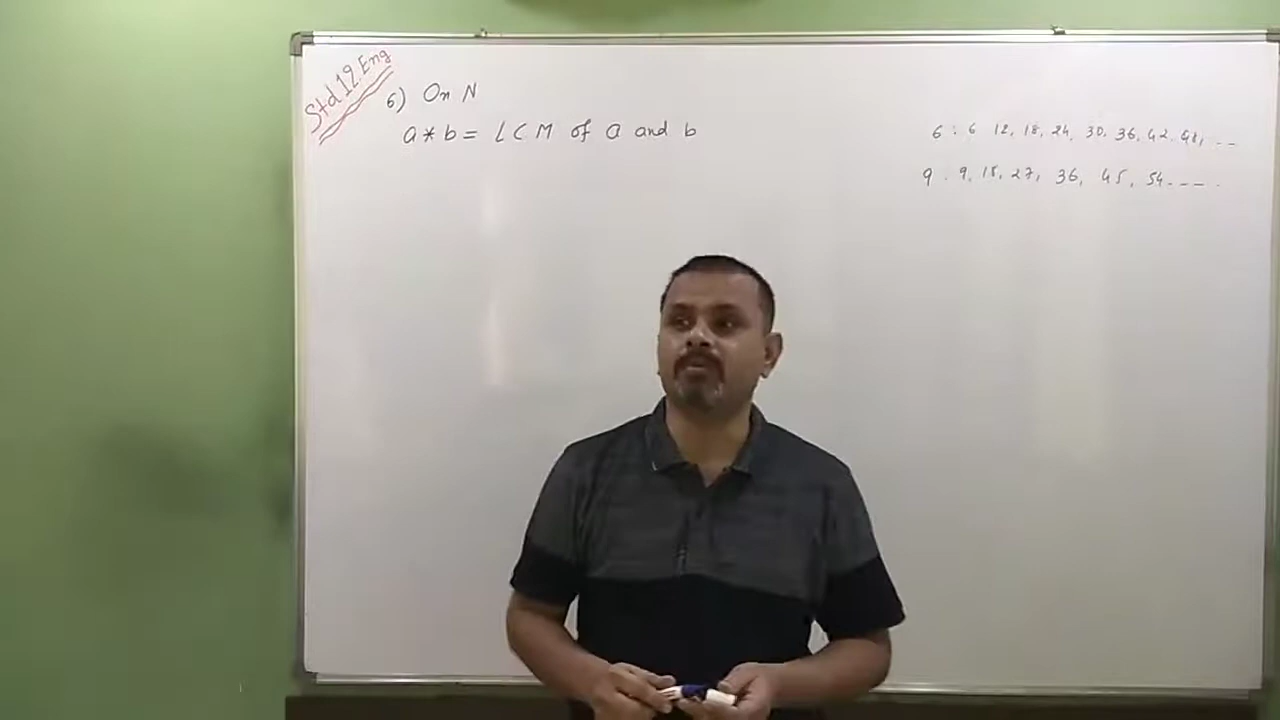 Std 12. Eng
6) On N
a * b = LCM of a and b
6 : 6 12, 18, 24, 30, 36, 42, 48, ...
9 : 9, 18, 27, 36, 45, 54 - - - - .